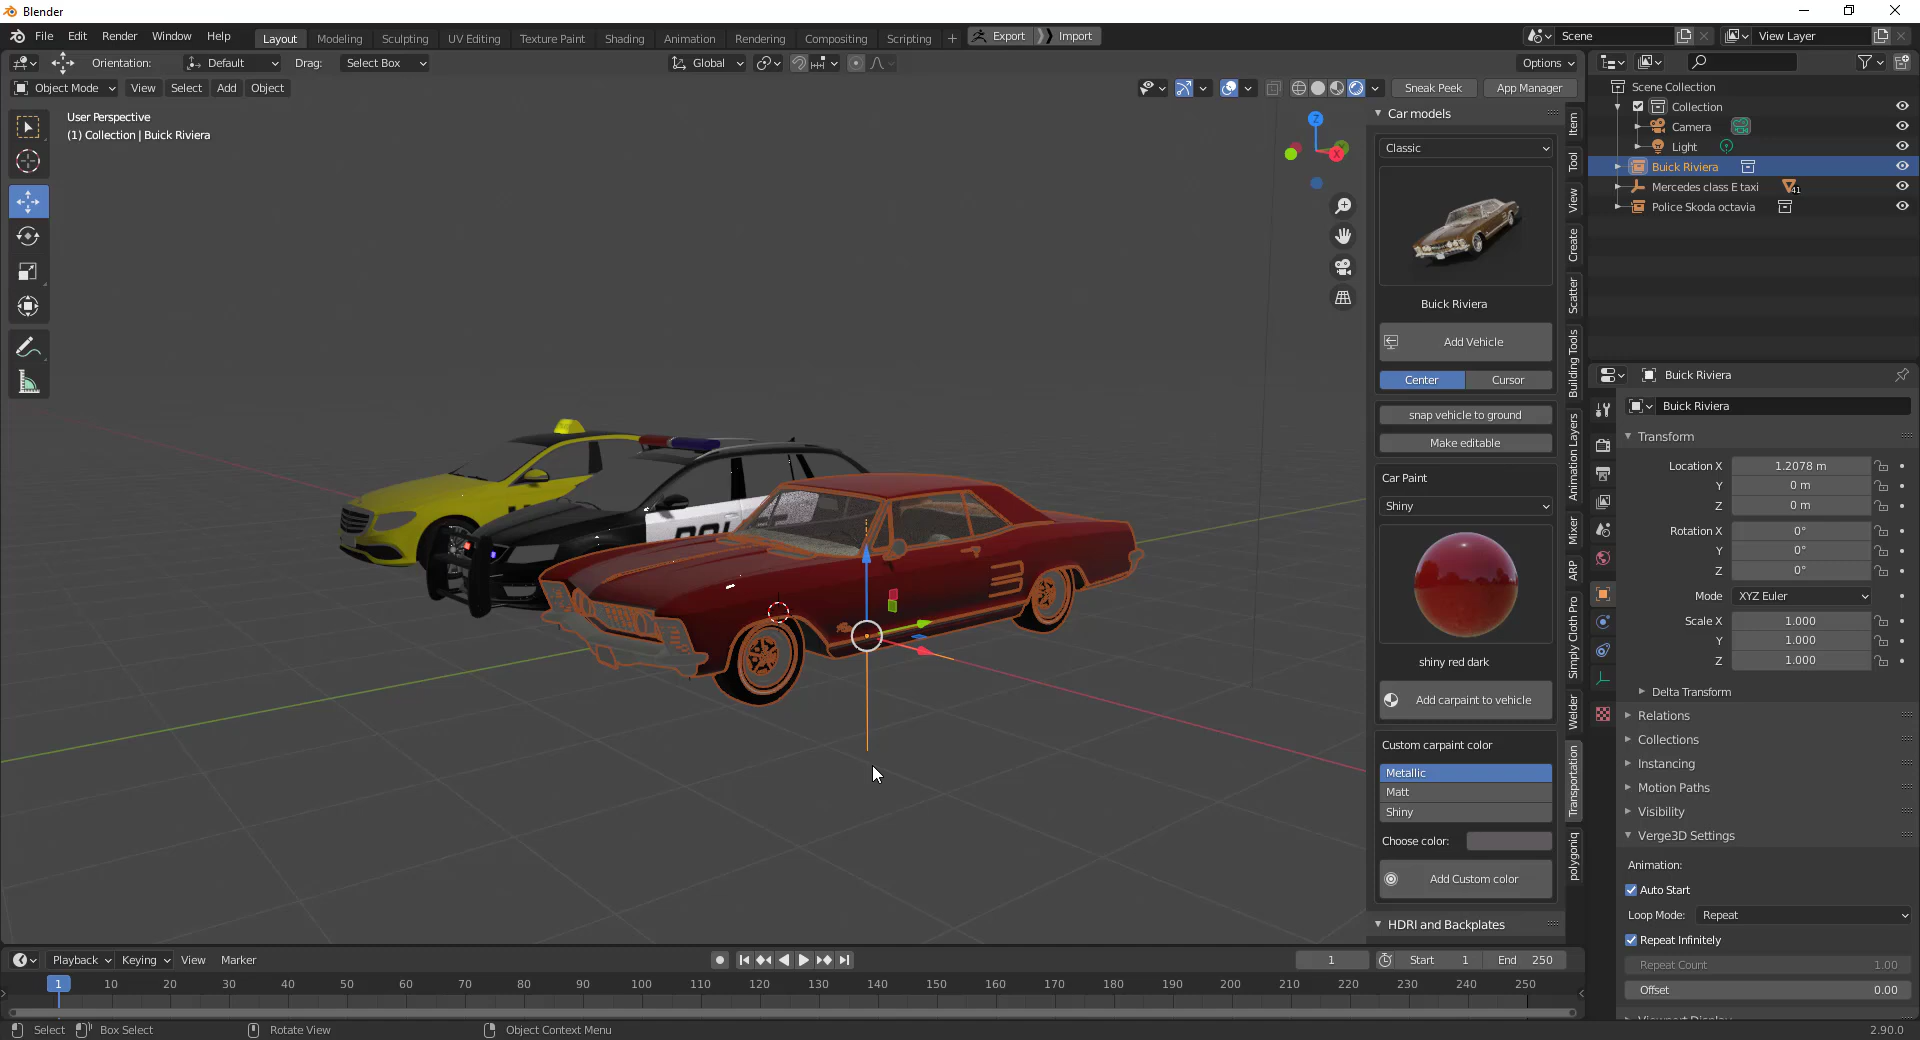 Blender
File Edit Render Window Help
Layout Modeling Sculpting UV Editing Texture Paint Shading Animation Rendering Compositing Scripting +
Export Import
Scene
View Layer
Orientation: Default Drag: Select Box
Global
Options
Object Mode View Select Add Object
Sneak Peek App Manager
User Perspective
(1) Collection | Buick Riviera
Z
X
POL
Car models
Classic
Buick Riviera
Add Vehicle
Center Cursor
snap vehicle to ground
Make editable
Car Paint
Shiny
shiny red dark
Add carpaint to vehicle
Custom carpaint color
Metallic
Matt
Shiny
Choose color:
Add Custom color
HDRI and Backplates
Item
Tool
View
Create
Scatter
Building Tools
Animation Layers
Mixer
ARP
Simply Cloth Pro
Welder
Transportation
polygoniq
Scene Collection
Collection
Camera
Light
Buick Riviera
Mercedes class E taxi 41
Police Skoda octavia
Buick Riviera
Buick Riviera
Transform
Location X 1.2078 m
Y 0 m
Z 0 m
Rotation X 0°
Y 0°
Z 0°
Mode XYZ Euler
Scale X 1.000
Y 1.000
Z 1.000
Delta Transform
Relations
Collections
Instancing
Motion Paths
Visibility
Verge3D Settings
Animation:
Auto Start
Loop Mode: Repeat
Repeat Infinitely
Repeat Count 1.00
Offset 0.00
Viewport Display
Playback Keying View Marker
1 Start 1 End 250
1 10 20 30 40 50 60 70 80 90 100 110 120 130 140 150 160 170 180 190 200 210 220 230 240 250
Select Box Select Rotate View Object Context Menu
2.90.0